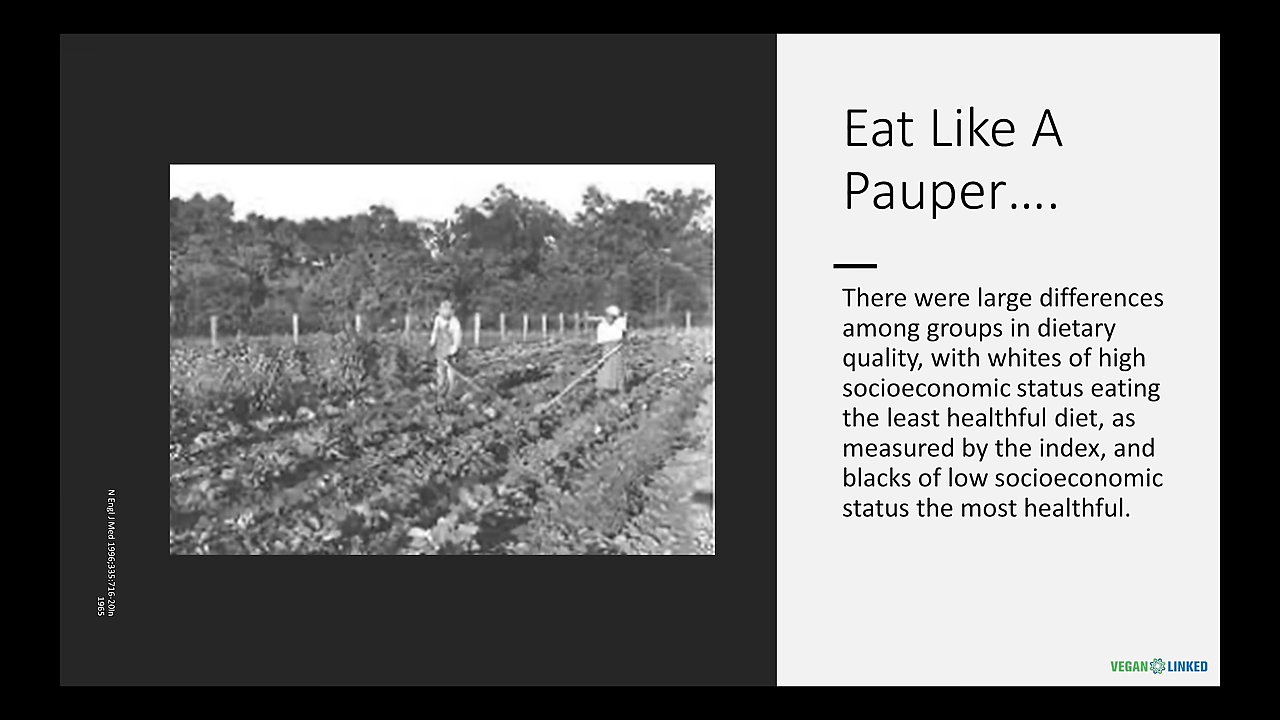 Eat Like A
Pauper....
There were large differences
among groups in dietary
quality, with whites of high
socioeconomic status eating
the least healthful diet, as
measured by the index, and
blacks of low socioeconomic
status the most healthful.
N Engl J Med 1996;335:716-20In
1965
VEGAN LINKED